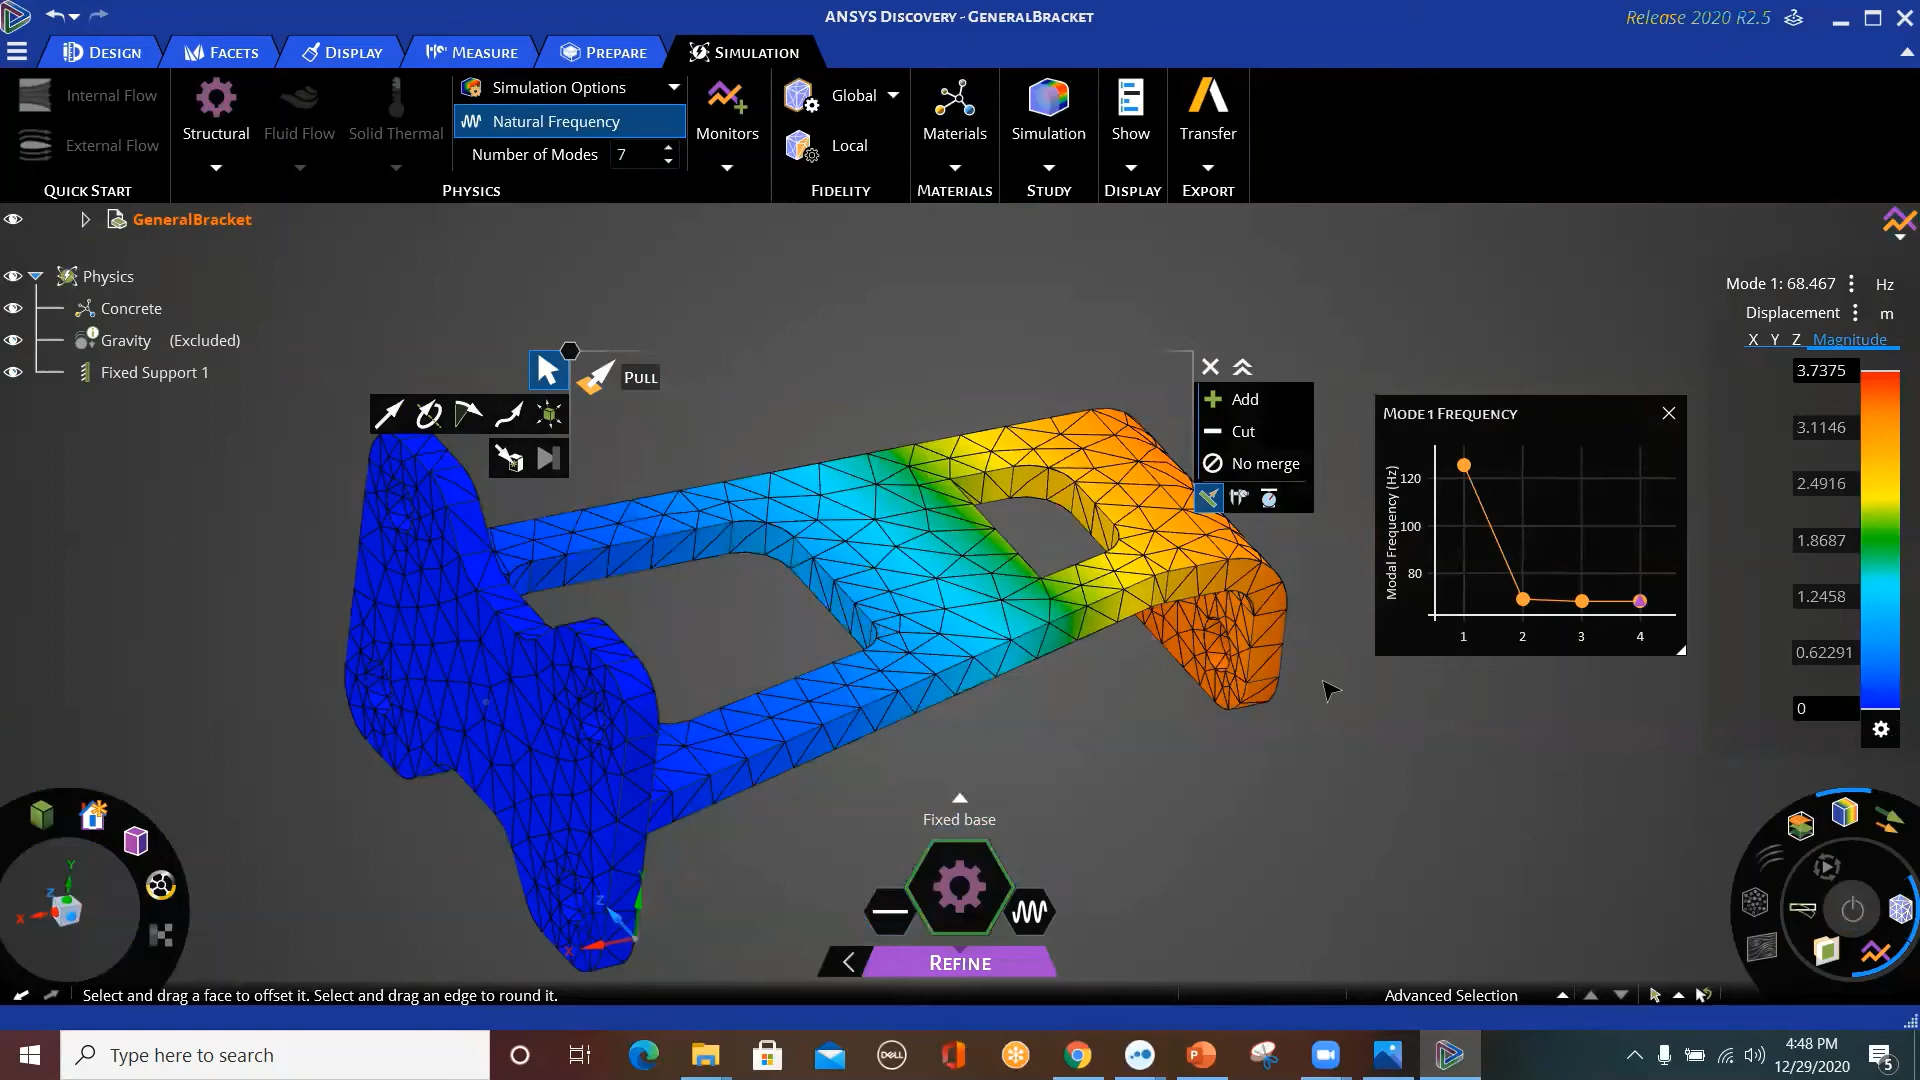 ANSYS Discovery - GeneralBracket
Release 2020 R2.5
Design
Facets
Display
Measure
Prepare
Simulation
Internal Flow
External Flow
Quick Start
Structural
Fluid Flow
Solid Thermal
Simulation Options
Natural Frequency
Number of Modes 7
Physics
Monitors
Global
Local
Fidelity
Materials
Materials
Simulation
Study
Show
Display
Transfer
Export
GeneralBracket
Physics
Concrete
Gravity (Excluded)
Fixed Support 1
Pull
Add
Cut
No merge
Mode 1: 68.467 Hz
Displacement m
X Y Z Magnitude
3.7375
3.1146
2.4916
1.8687
1.2458
0.62291
0
Mode 1 Frequency
Modal Frequency (Hz)
120
100
80
1 2 3 4
Fixed base
Refine
Y
Z
X
Z
X
Select and drag a face to offset it. Select and drag an edge to round it.
Advanced Selection
Type here to search
DELL
4:48 PM
12/29/2020
5